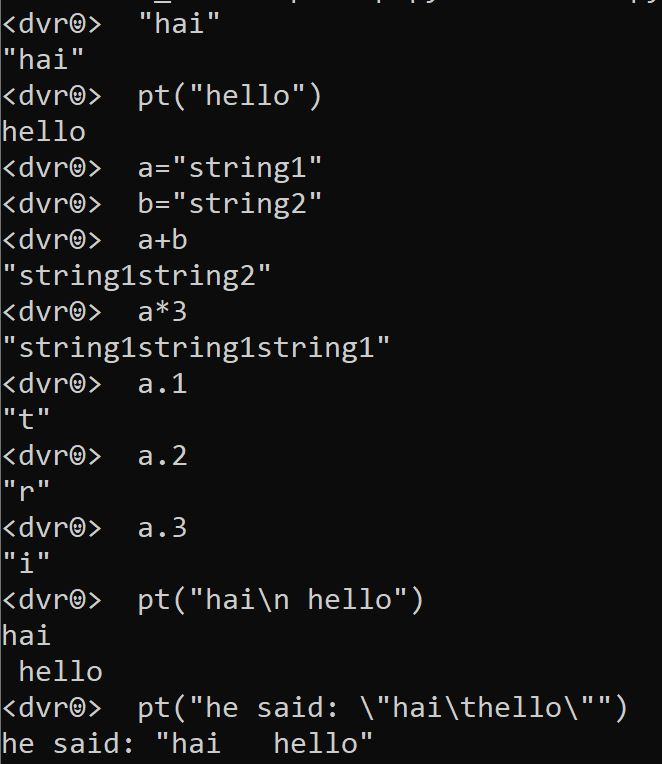 <dvr☺>  "hai"
"hai"
<dvr☺>  pt("hello")
hello
<dvr☺>  a="string1"
<dvr☺>  b="string2"
<dvr☺>  a+b
"string1string2"
<dvr☺>  a*3
"string1string1string1"
<dvr☺>  a.1
"t"
<dvr☺>  a.2
"r"
<dvr☺>  a.3
"i"
<dvr☺>  pt("hai\n hello")
hai
 hello
<dvr☺>  pt("he said: \"hai\thello\"")
he said: "hai   hello"